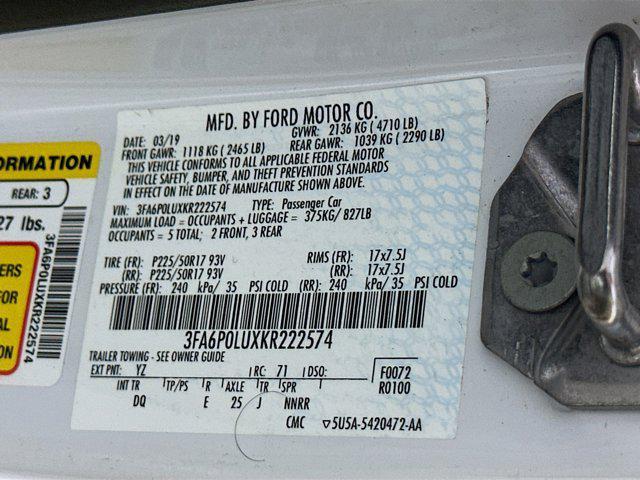 MFD. BY FORD MOTOR CO.
DATE: 03/19 GVWR: 2136 KG ( 4710 LB)
FRONT GAWR: 1118 KG ( 2465 LB) REAR GAWR: 1039 KG ( 2290 LB)
THIS VEHICLE CONFORMS TO ALL APPLICABLE FEDERAL MOTOR
VEHICLE SAFETY, BUMPER, AND THEFT PREVENTION STANDARDS
IN EFFECT ON THE DATE OF MANUFACTURE SHOWN ABOVE.
VIN: 3FA6P0LUXKR222574 TYPE: Passenger Car
MAXIMUM LOAD = OCCUPANTS + LUGGAGE = 375KG/ 827LB
OCCUPANTS = 5 TOTAL; 2 FRONT, 3 REAR
TIRE (FR): P225/50R17 93V RIMS (FR): 17x7.5J
(RR): P225/50R17 93V (RR): 17x7.5J
PRESSURE (FR): 240 kPa/ 35 PSI COLD (RR): 240 kPa/ 35 PSI COLD
3FA6P0LUXKR222574
TRAILER TOWING - SEE OWNER GUIDE
EXT PNT: YZ RC: 71 DSO: F0072
R0100
INT TR TP/PS R AXLE TR SPR
DQ E 25 J NNRR
CMC ▽5U5A-5420472-AA
ORMATION
REAR: 3
27 lbs.
ERS
FOR
AL
ON
3FA6P0LUXKR222574